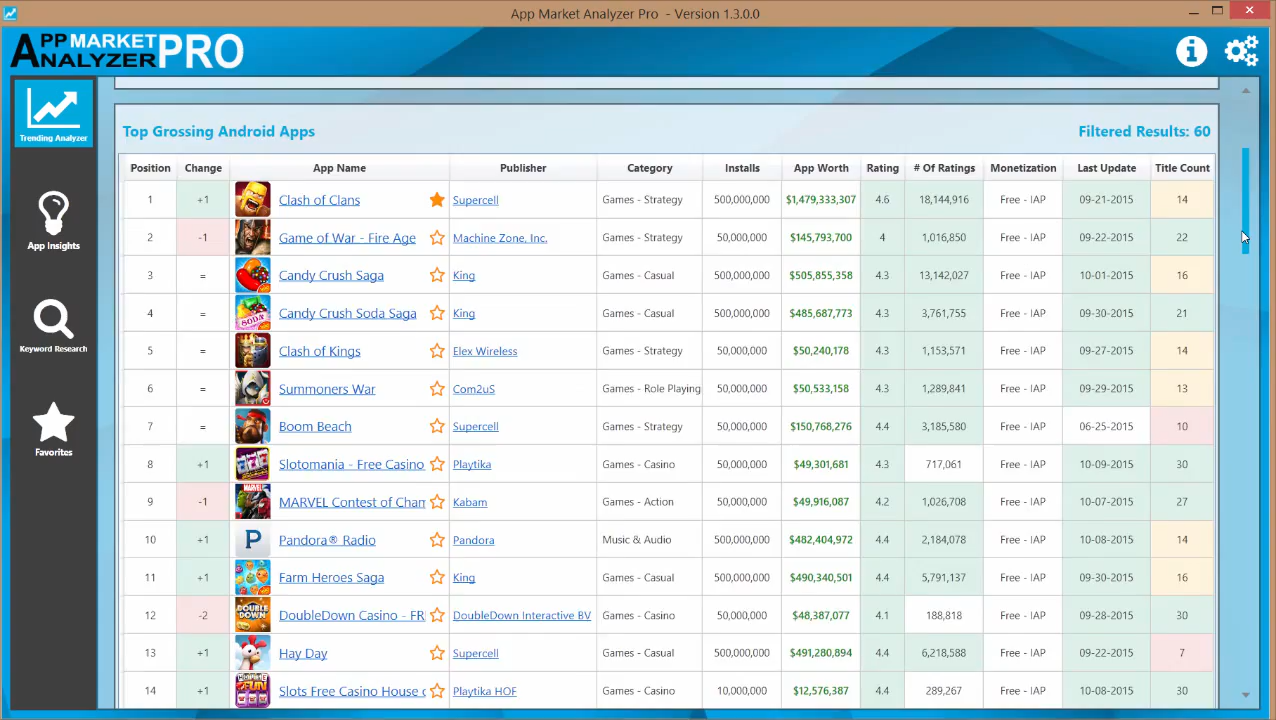 App Market Analyzer Pro - Version 1.3.0.0
APP MARKET ANALYZER PRO
Trending Analyzer
App Insights
Keyword Research
Favorites
Top Grossing Android Apps Filtered Results: 60
Position Change App Name Publisher Category Installs App Worth Rating # Of Ratings Monetization Last Update Title Count
1 +1 Clash of Clans Supercell Games - Strategy 500,000,000 $1,479,333,307 4.6 18,144,916 Free - IAP 09-21-2015 14
2 -1 Game of War - Fire Age Machine Zone, Inc. Games - Strategy 50,000,000 $145,793,700 4 1,016,850 Free - IAP 09-22-2015 22
3 = Candy Crush Saga King Games - Casual 500,000,000 $505,855,358 4.3 13,142,027 Free - IAP 10-01-2015 16
4 = Candy Crush Soda Saga King Games - Casual 500,000,000 $485,687,773 4.3 3,761,755 Free - IAP 09-30-2015 21
5 = Clash of Kings Elex Wireless Games - Strategy 50,000,000 $50,240,178 4.3 1,153,571 Free - IAP 09-27-2015 14
6 = Summoners War Com2uS Games - Role Playing 50,000,000 $50,533,158 4.3 1,289,841 Free - IAP 09-29-2015 13
7 = Boom Beach Supercell Games - Strategy 50,000,000 $150,768,276 4.4 3,185,580 Free - IAP 06-25-2015 10
8 +1 Slotomania - Free Casino Playtika Games - Casino 50,000,000 $49,301,681 4.3 717,061 Free - IAP 10-09-2015 30
9 -1 MARVEL Contest of Cham Kabam Games - Action 50,000,000 $49,916,087 4.2 1,026,708 Free - IAP 10-07-2015 27
10 +1 Pandora® Radio Pandora Music & Audio 500,000,000 $482,404,972 4.4 2,184,078 Free - IAP 10-08-2015 14
11 +1 Farm Heroes Saga King Games - Casual 500,000,000 $490,340,501 4.4 5,791,137 Free - IAP 09-30-2015 16
12 -2 DoubleDown Casino - FR DoubleDown Interactive BV Games - Casino 50,000,000 $48,387,077 4.1 188,818 Free - IAP 09-28-2015 30
13 +1 Hay Day Supercell Games - Casual 500,000,000 $491,280,894 4.4 6,218,588 Free - IAP 09-22-2015 7
14 +1 Slots Free Casino House Playtika HOF Games - Casino 10,000,000 $12,576,387 4.4 Free - IAP 10-08-2015 30